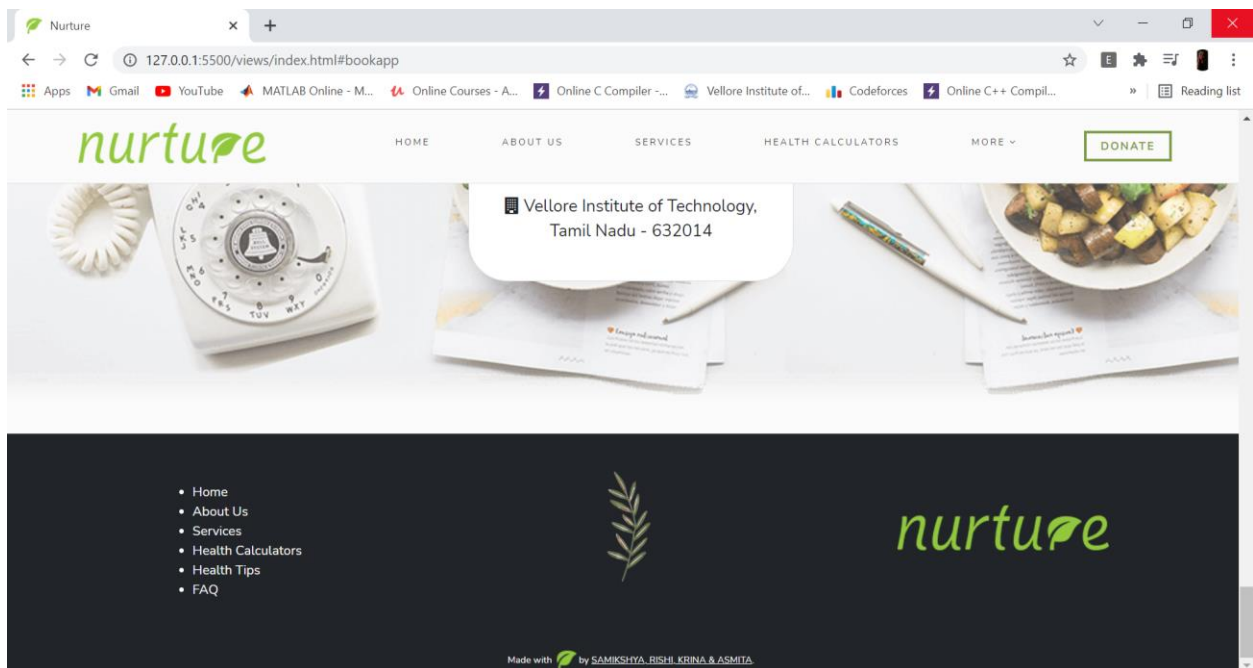 Nurture
127.0.0.1:5500/views/index.html#bookapp
E
Apps Gmail YouTube MATLAB Online - M... Online Courses - A... Online C Compiler -... Vellore Institute of... Codeforces Online C++ Compil... » Reading list
nurture HOME ABOUT US SERVICES HEALTH CALCULATORS MORE DONATE
Vellore Institute of Technology,
Tamil Nadu - 632014
TUV WXY
Home
About Us
Services
Health Calculators
Health Tips
FAQ
nurture
Made with by SAMIKSHYA, RISHI, KRINA & ASMITA.